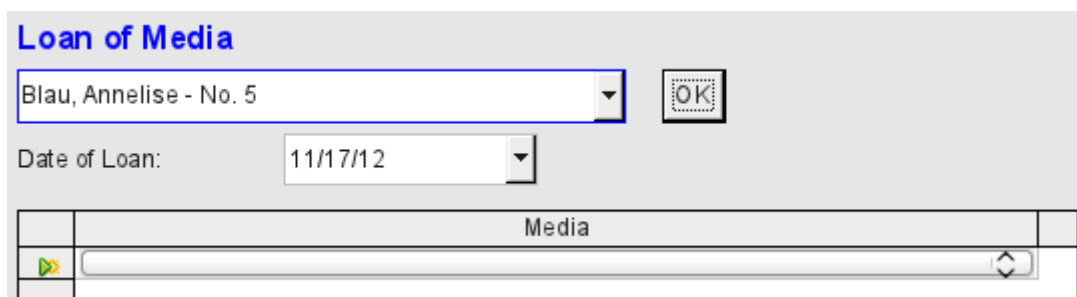 Loan of Media
Blau, Annelise - No. 5
OK
Date of Loan: 11/17/12
Media